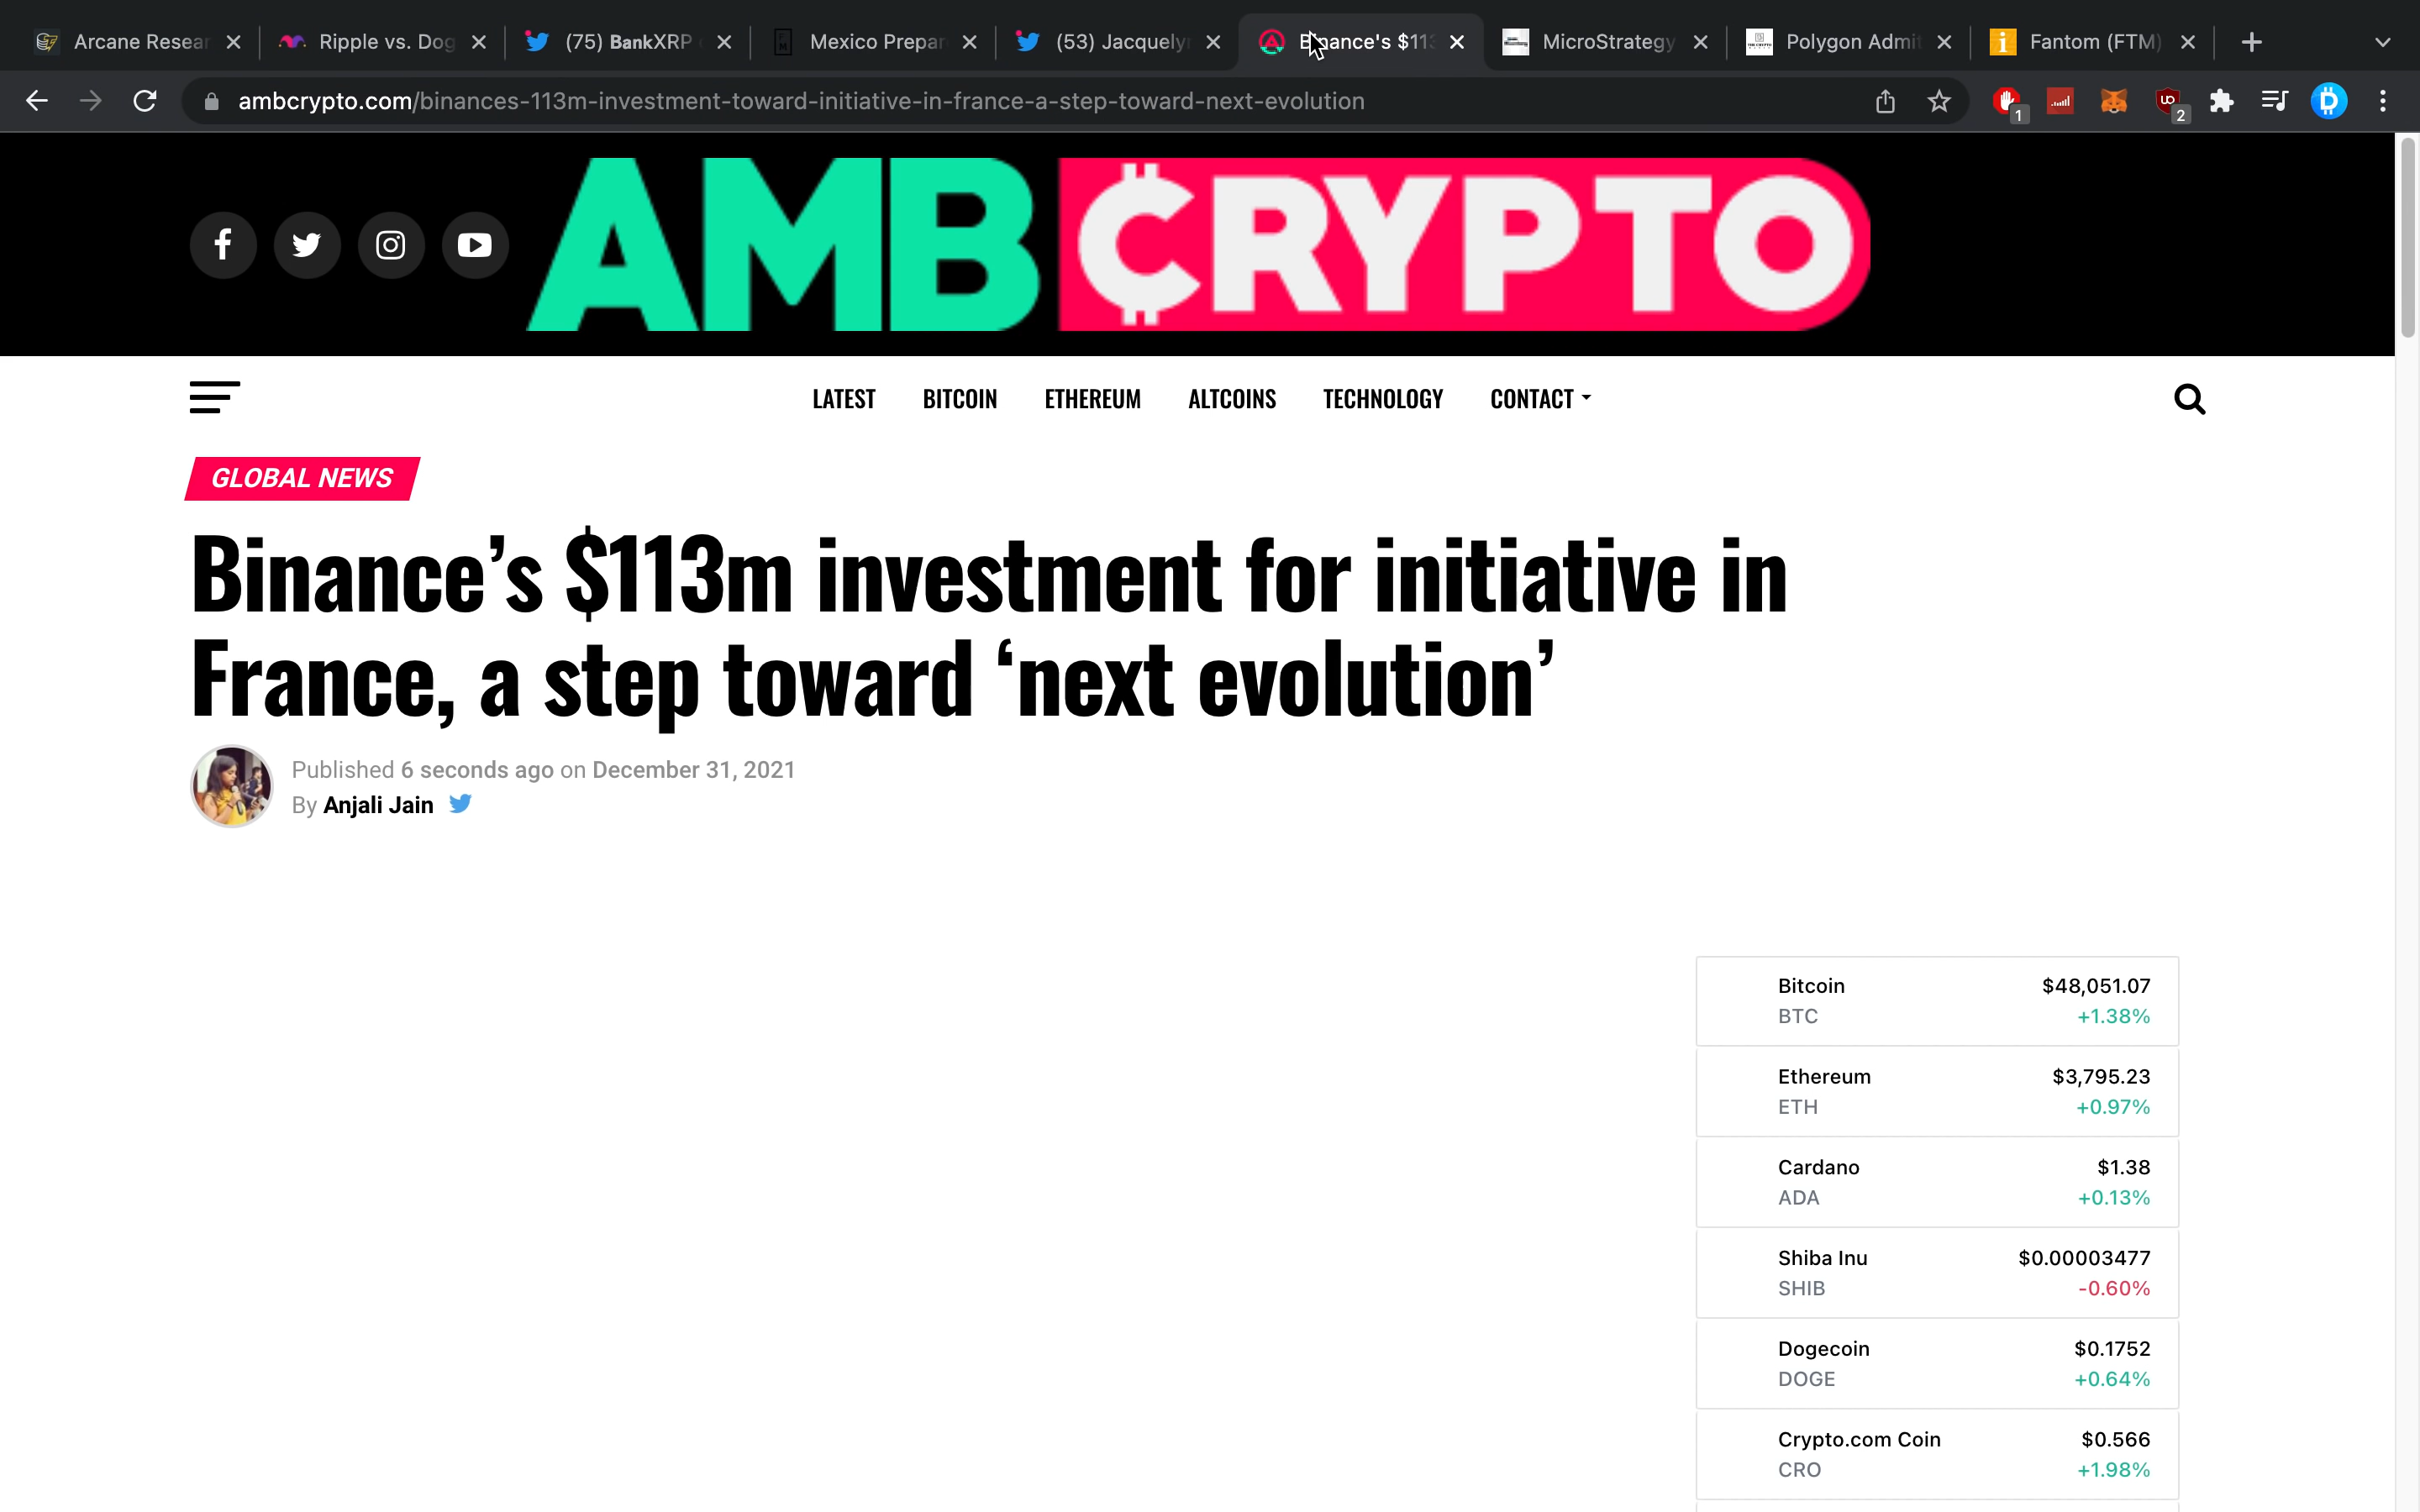 Arcane Resear
Ripple vs. Dog
(75) BankXRP
Mexico Prepar
(53) Jacquely
Binance's $113
MicroStrategy
Polygon Admit
Fantom (FTM)
ambcrypto.com/binances-113m-investment-toward-initiative-in-france-a-step-toward-next-evolution
1
2
AMBCRYPTO
LATEST BITCOIN ETHEREUM ALTCOINS TECHNOLOGY CONTACT
GLOBAL NEWS
Binance’s $113m investment for initiative in
France, a step toward ‘next evolution’
Published 6 seconds ago on December 31, 2021
By Anjali Jain
Bitcoin $48,051.07
BTC +1.38%
Ethereum $3,795.23
ETH +0.97%
Cardano $1.38
ADA +0.13%
Shiba Inu $0.00003477
SHIB -0.60%
Dogecoin $0.1752
DOGE +0.64%
Crypto.com Coin $0.566
CRO +1.98%